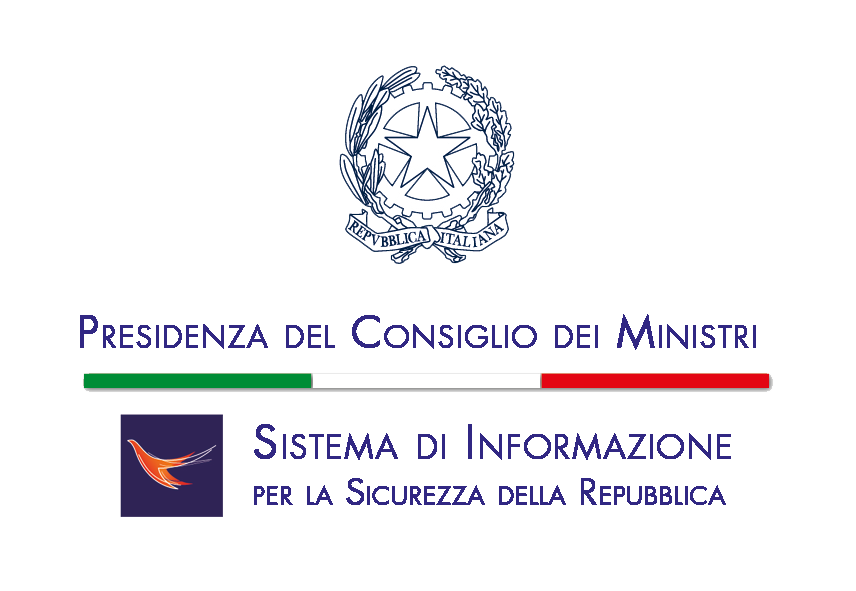 REPVBBLICA ITALIANA
PRESIDENZA DEL CONSIGLIO DEI MINISTRI
SISTEMA DI INFORMAZIONE
PER LA SICUREZZA DELLA REPUBBLICA